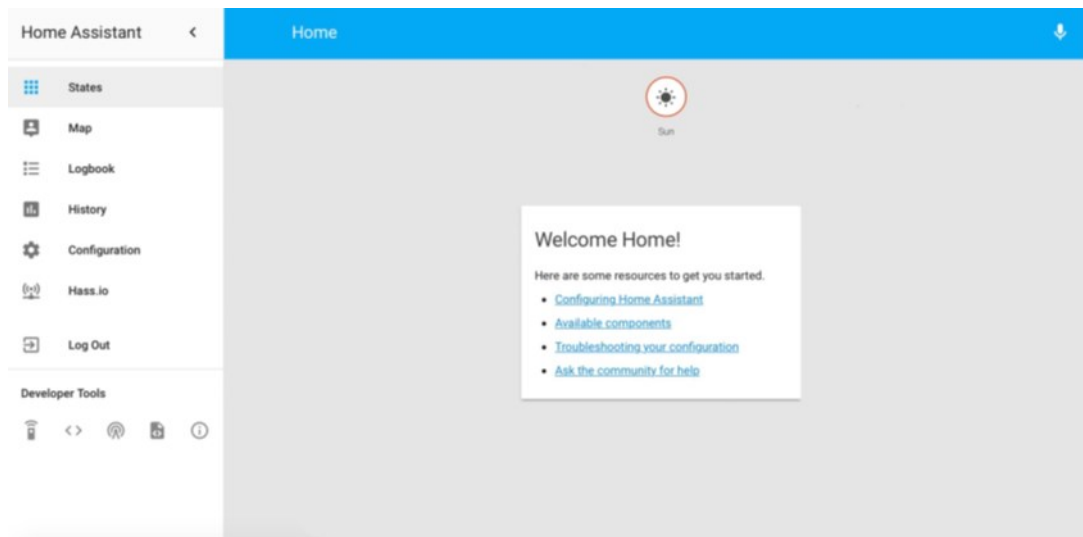 Home Assistant
Home
States
Map
Logbook
History
Configuration
Hass.io
Log Out
Developer Tools
Sun
Welcome Home!
Here are some resources to get you started.
Configuring Home Assistant
Available components
Troubleshooting your configuration
Ask the community for help